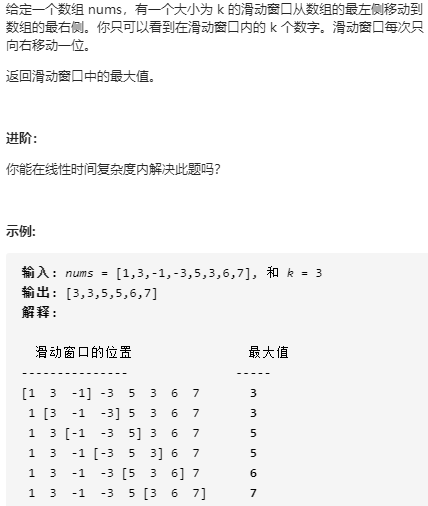 给定一个数组 nums，有一个大小为 k 的滑动窗口从数组的最左侧移动到
数组的最右侧。你只可以看到在滑动窗口内的 k 个数字。滑动窗口每次只
向右移动一位。
返回滑动窗口中的最大值。
进阶：
你能在线性时间复杂度内解决此题吗？
示例:
输入: nums = [1,3,-1,-3,5,3,6,7], 和 k = 3
输出: [3,3,5,5,6,7]
解释:
滑动窗口的位置 最大值
--------------- -----
[1 3 -1] -3 5 3 6 7 3
1 [3 -1 -3] 5 3 6 7 3
1 3 [-1 -3 5] 3 6 7 5
1 3 -1 [-3 5 3] 6 7 5
1 3 -1 -3 [5 3 6] 7 6
1 3 -1 -3 5 [3 6 7] 7